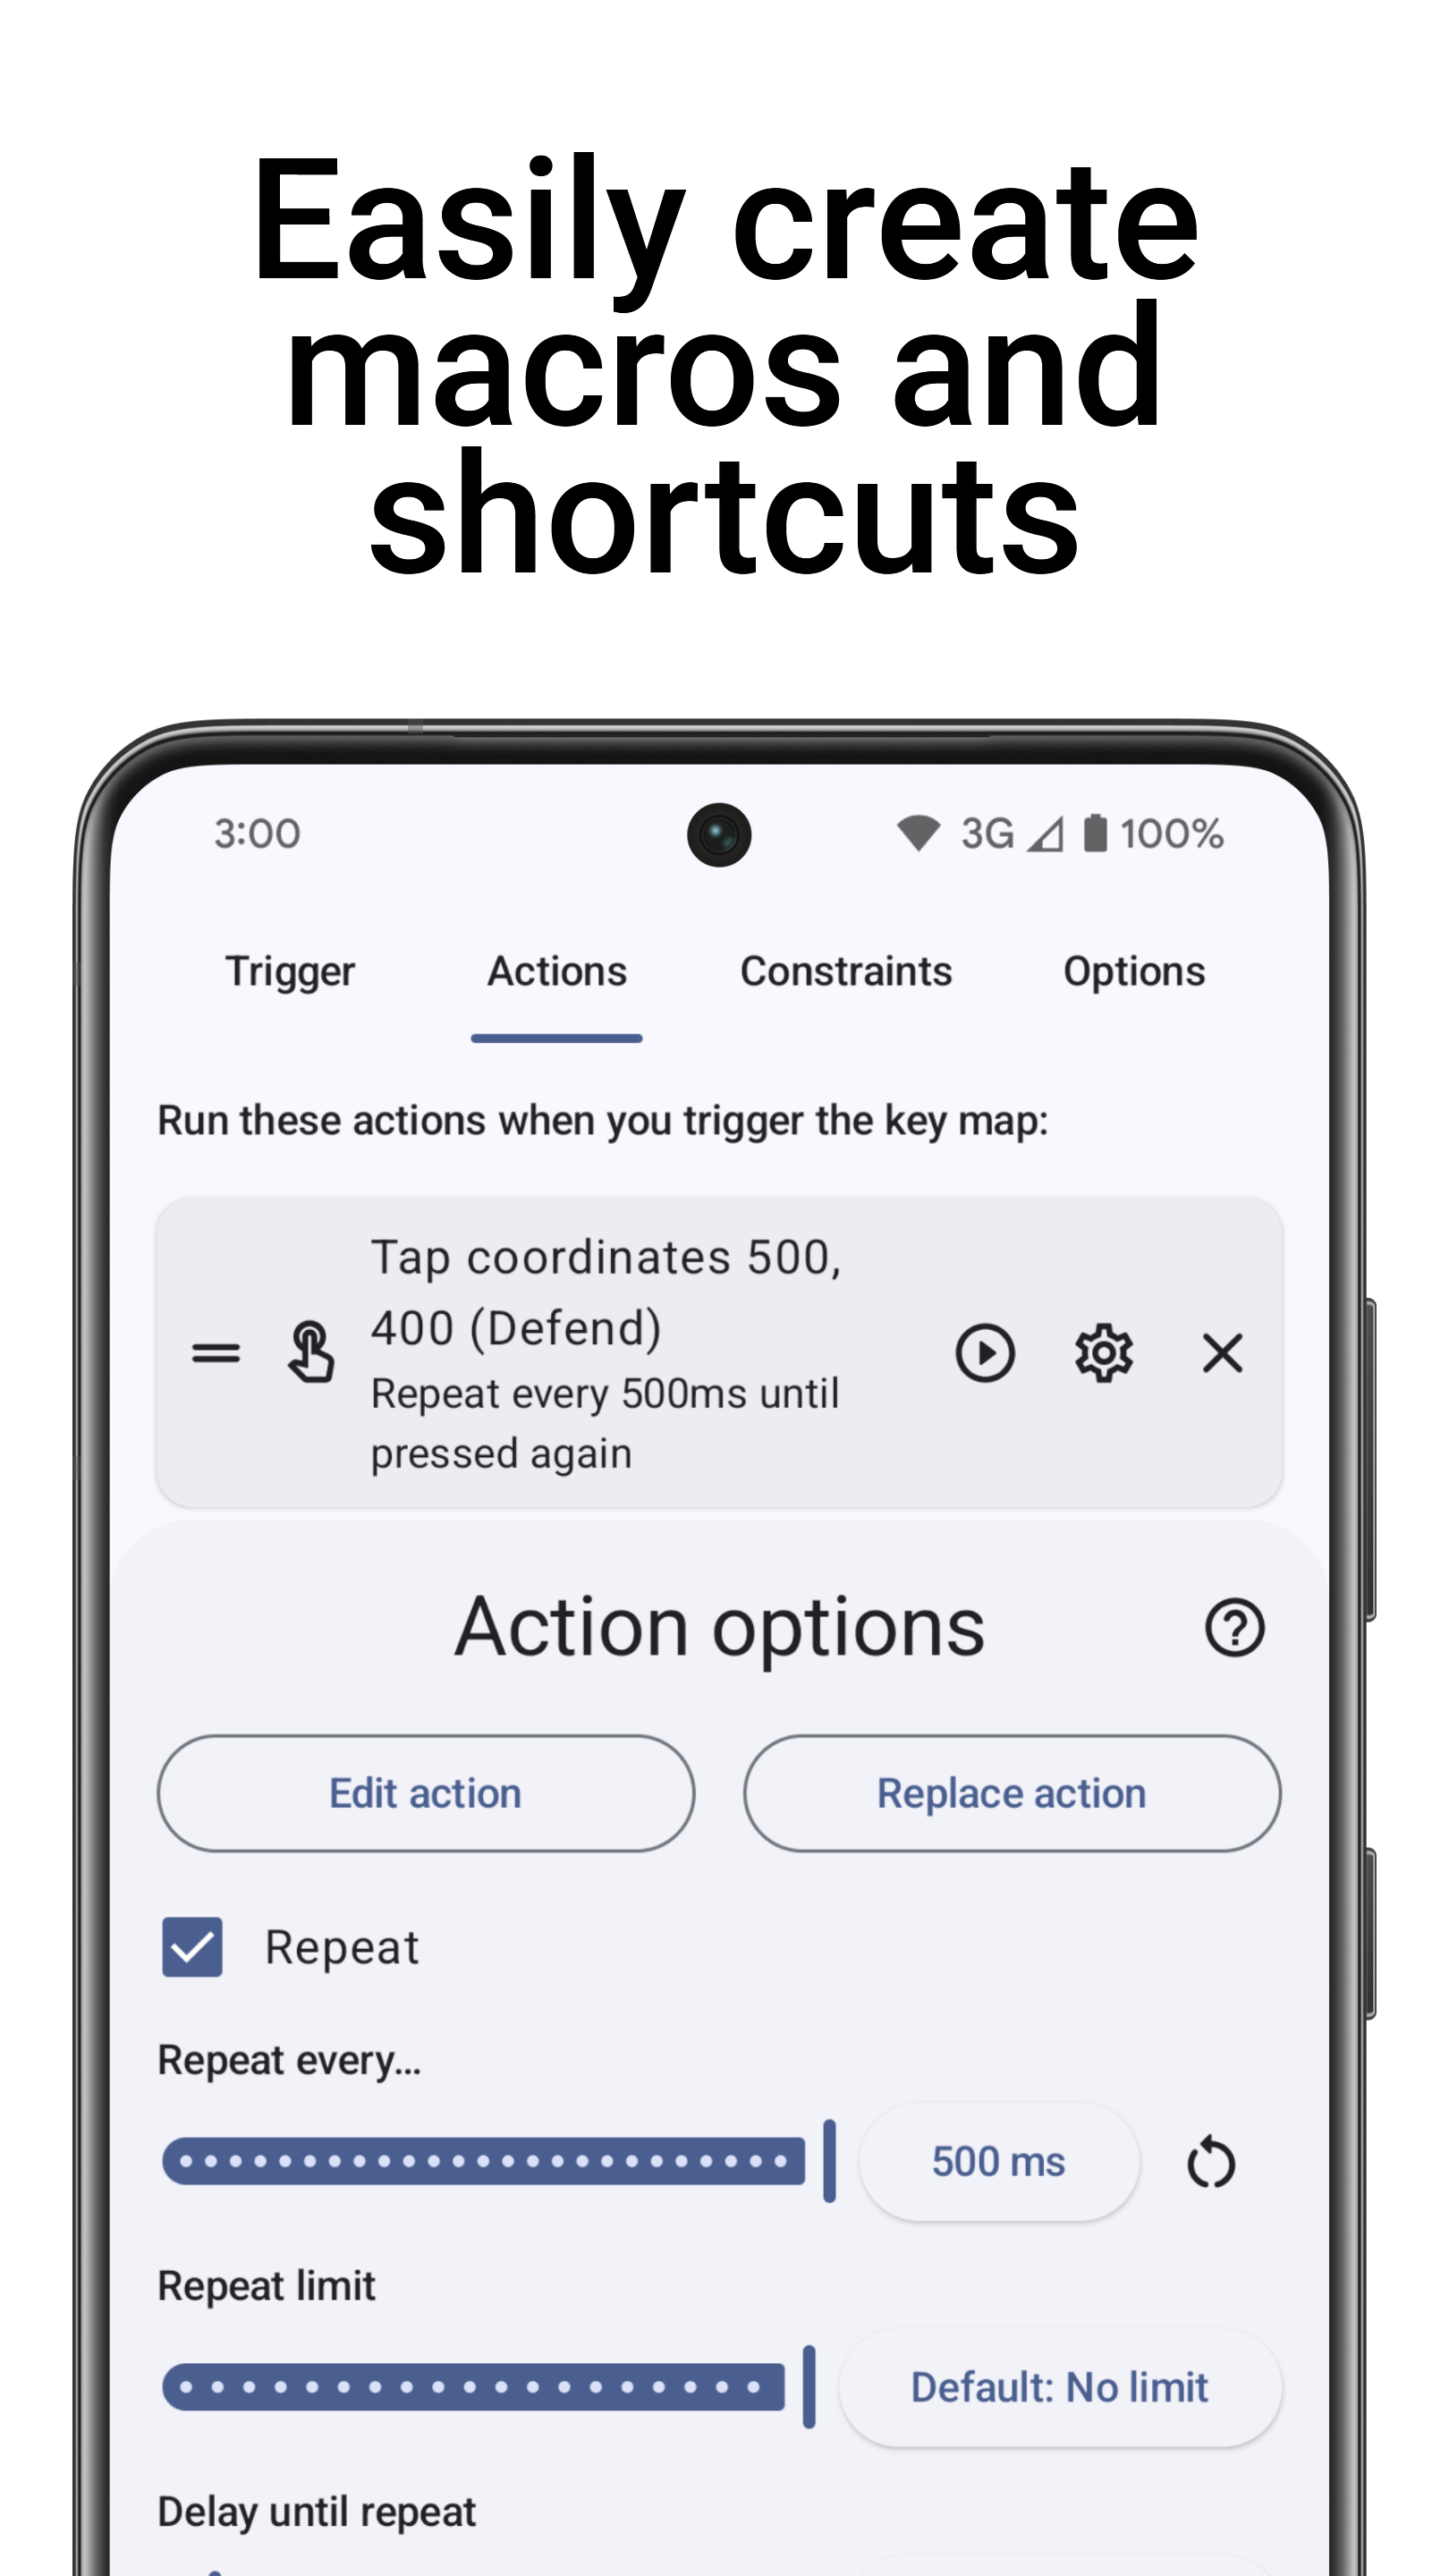 Easily create
macros and
shortcuts
3:00
3G
100%
Trigger
Actions
Constraints
Options
Run these actions when you trigger the key map:
Tap coordinates 500,
400 (Defend)
Repeat every 500ms until
pressed again
Action options
Edit action
Replace action
Repeat
Repeat every…
500 ms
Repeat limit
Default: No limit
Delay until repeat